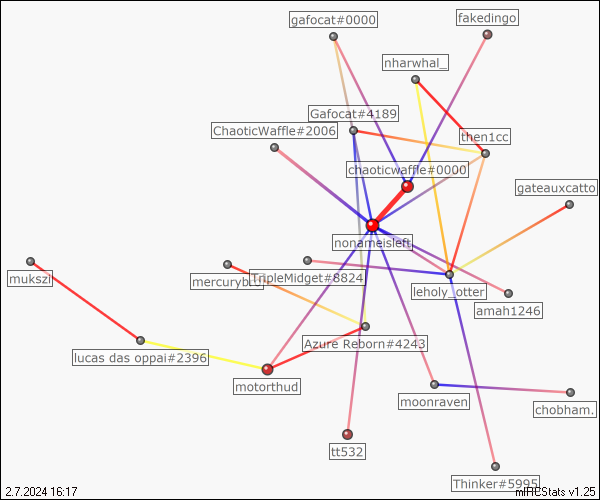 gafocat#0000
fakedingo
nharwhal_
Gafocat#4189
ChaoticWaffle#2006
then1cc
chaoticwaffle#0000
gateauxcatto
nonameisleft
mukszi
TripleMidget#8824
leholy_otter
amah1246
Azure Reborn#4243
lucas das oppai#2396
motorthud
moonraven
chobham.
tt532
Thinker#5995
2.7.2024 16:17
mIRCStats v1.25